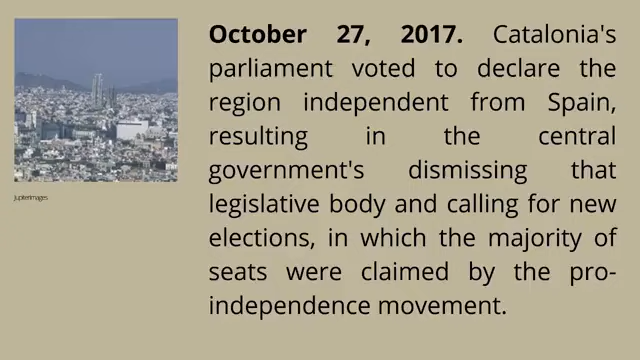 October 27, 2017. Catalonia's
parliament voted to declare the
region independent from Spain,
resulting in the central
government's dismissing that
legislative body and calling for new
elections, in which the majority of
seats were claimed by the pro-
independence movement.
Jupiterimages